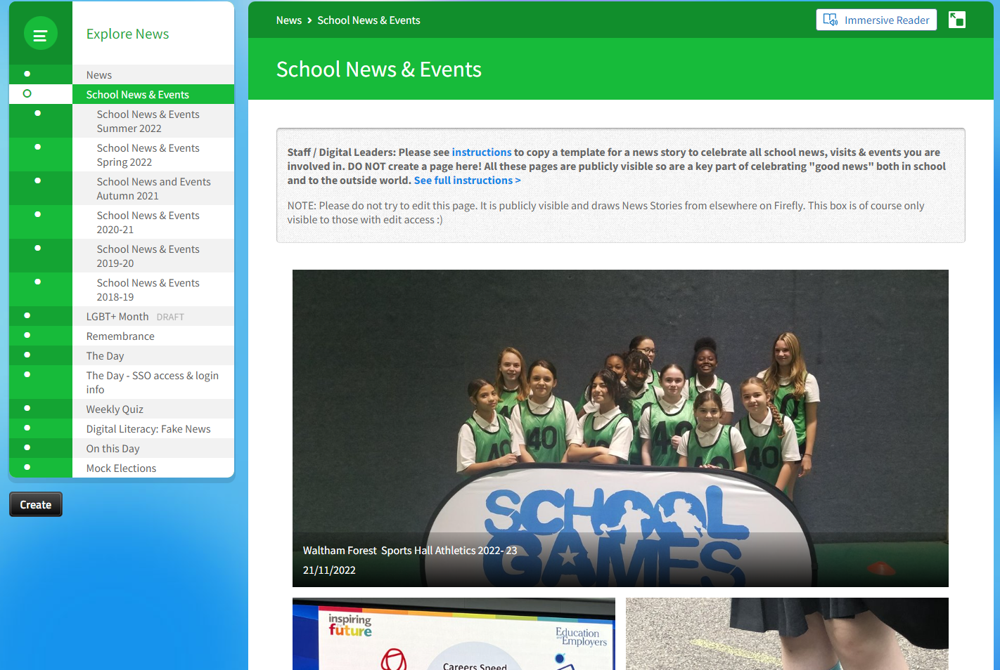 Explore News
News
School News & Events
School News & Events
Summer 2022
School News & Events
Spring 2022
School News and Events
Autumn 2021
School News & Events
2020-21
School News & Events
2019-20
School News & Events
2018-19
LGBT+ Month DRAFT
Remembrance
The Day
The Day - SSO access & login
info
Weekly Quiz
Digital Literacy: Fake News
On this Day
Mock Elections
Create
News › School News & Events
Immersive Reader
School News & Events
Staff / Digital Leaders: Please see instructions to copy a template for a news story to celebrate all school news, visits & events you are
involved in. DO NOT create a page here! All these pages are publicly visible so are a key part of celebrating "good news" both in school
and to the outside world. See full instructions >
NOTE: Please do not try to edit this page. It is publicly visible and draws News Stories from elsewhere on Firefly. This box is of course only
visible to those with edit access :)
40
40
40
40
40
SCHOOL
GAMES
Waltham Forest Sports Hall Athletics 2022- 23
21/11/2022
inspiring
the future
Education
and Employers
Careers Speed